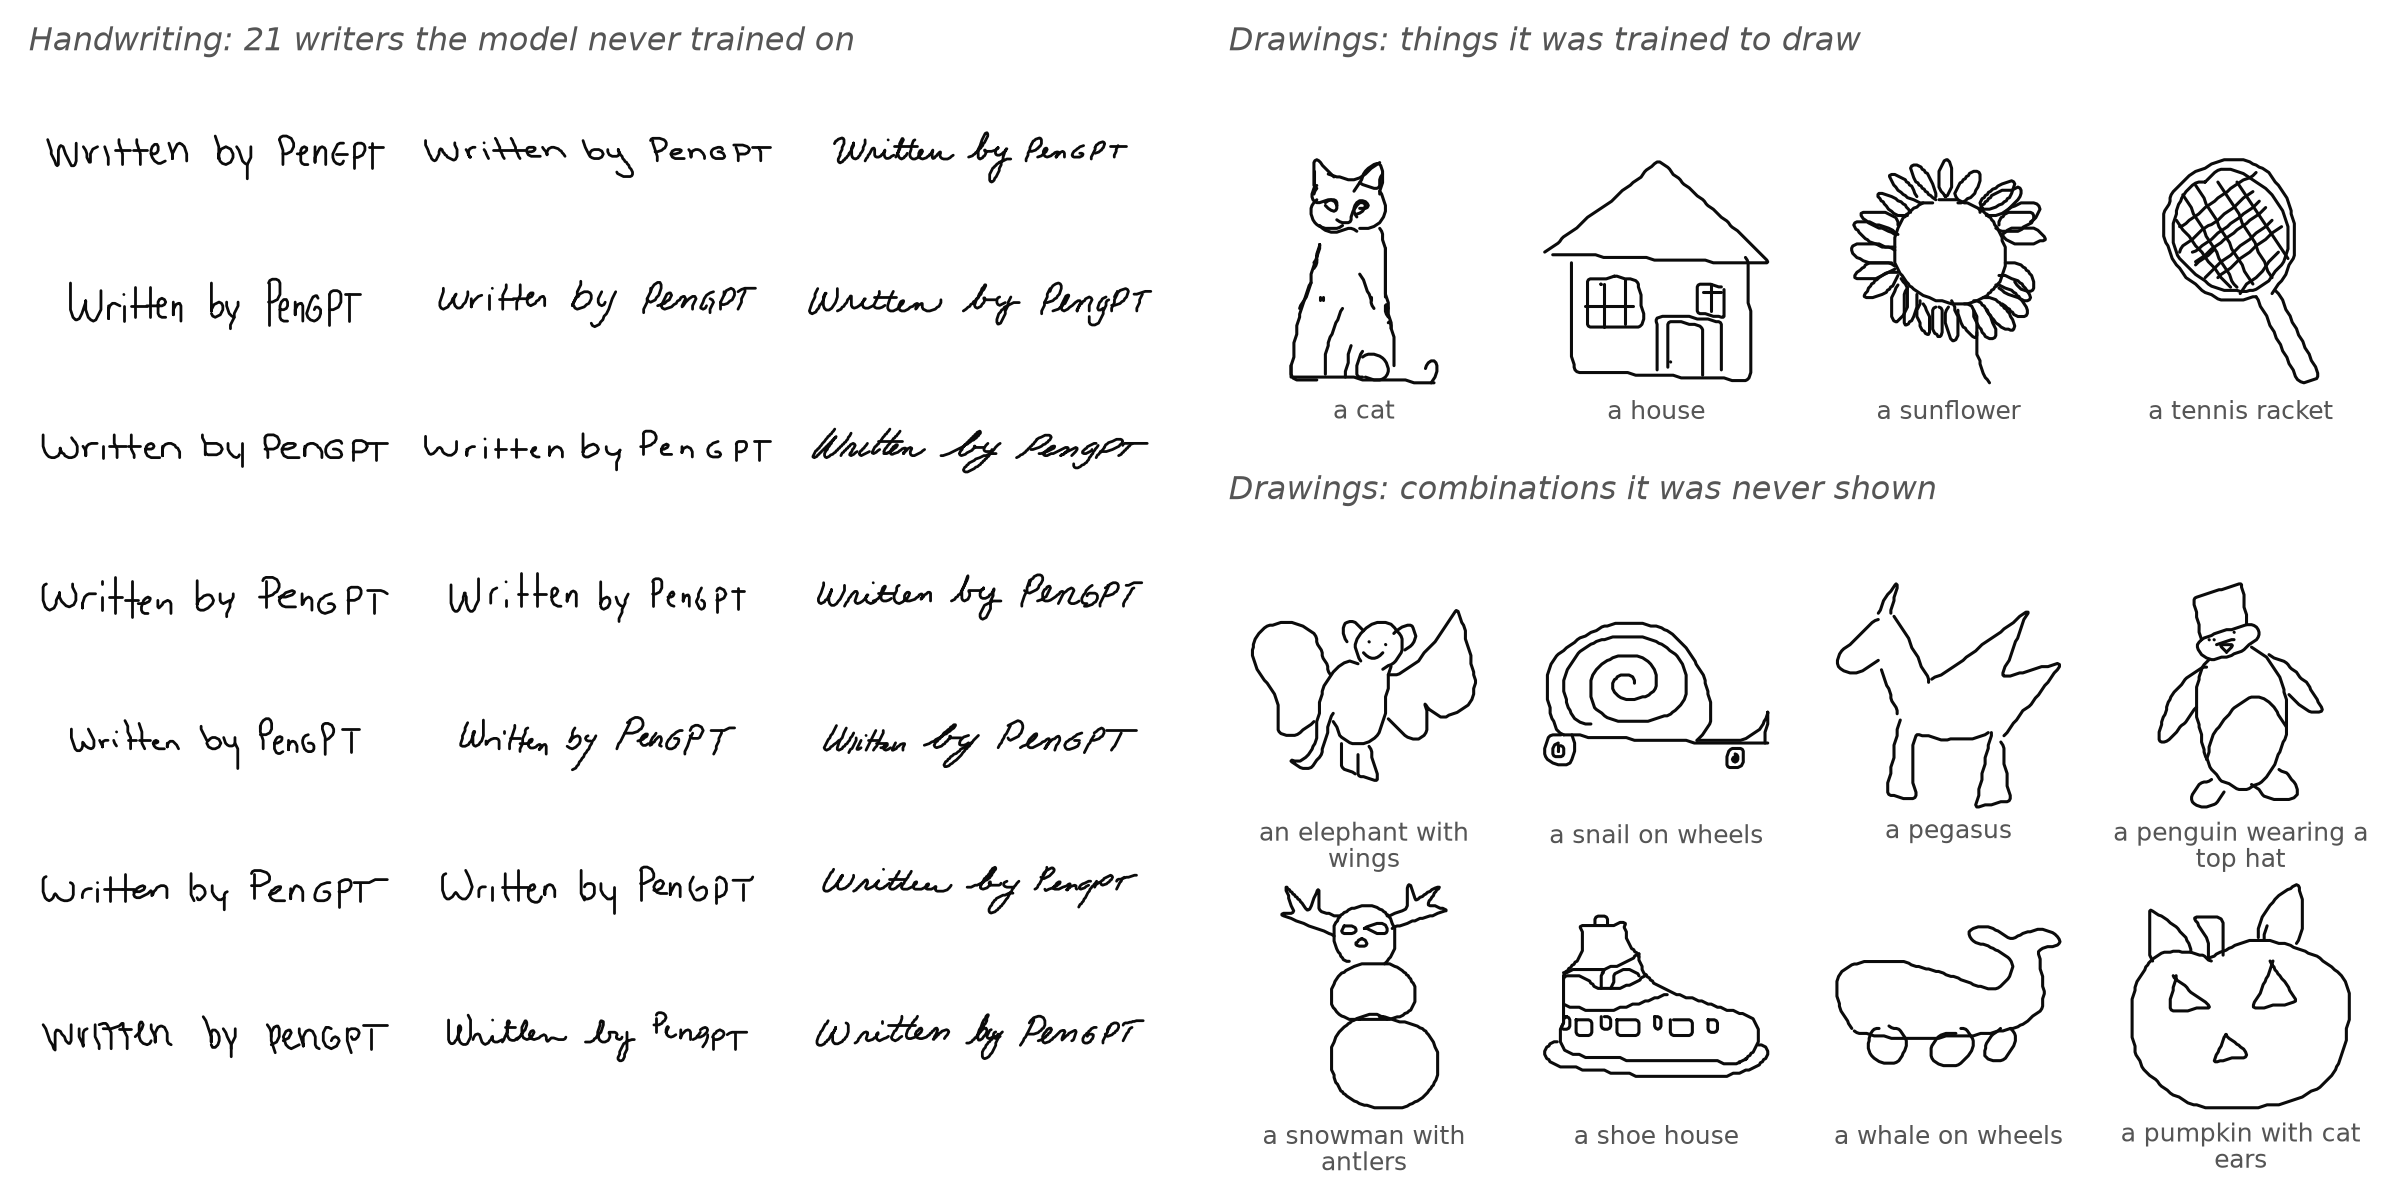 Handwriting: 21 writers the model never trained on
Written by PenGPT Written by PenGPT Written by PenGPT
Written by PenGPT Written by PenGPT Written by PengPT
Written by PenGPT Written by Pen GPT Written by PengPT
Written by PenGPT Written by PenGPT Written by PenGPT
Written by PenGPT Written by PenGPT Written by PenGPT
Written by PenGPT Written by PenGPT Written by PengPT
Written by penGPT Whitten by PengPT Written by PenGPT
Drawings: things it was trained to draw
a cat
a house
a sunflower
a tennis racket
Drawings: combinations it was never shown
an elephant with
wings
a snail on wheels
a pegasus
a penguin wearing a
top hat
a snowman with
antlers
a shoe house
a whale on wheels
a pumpkin with cat
ears